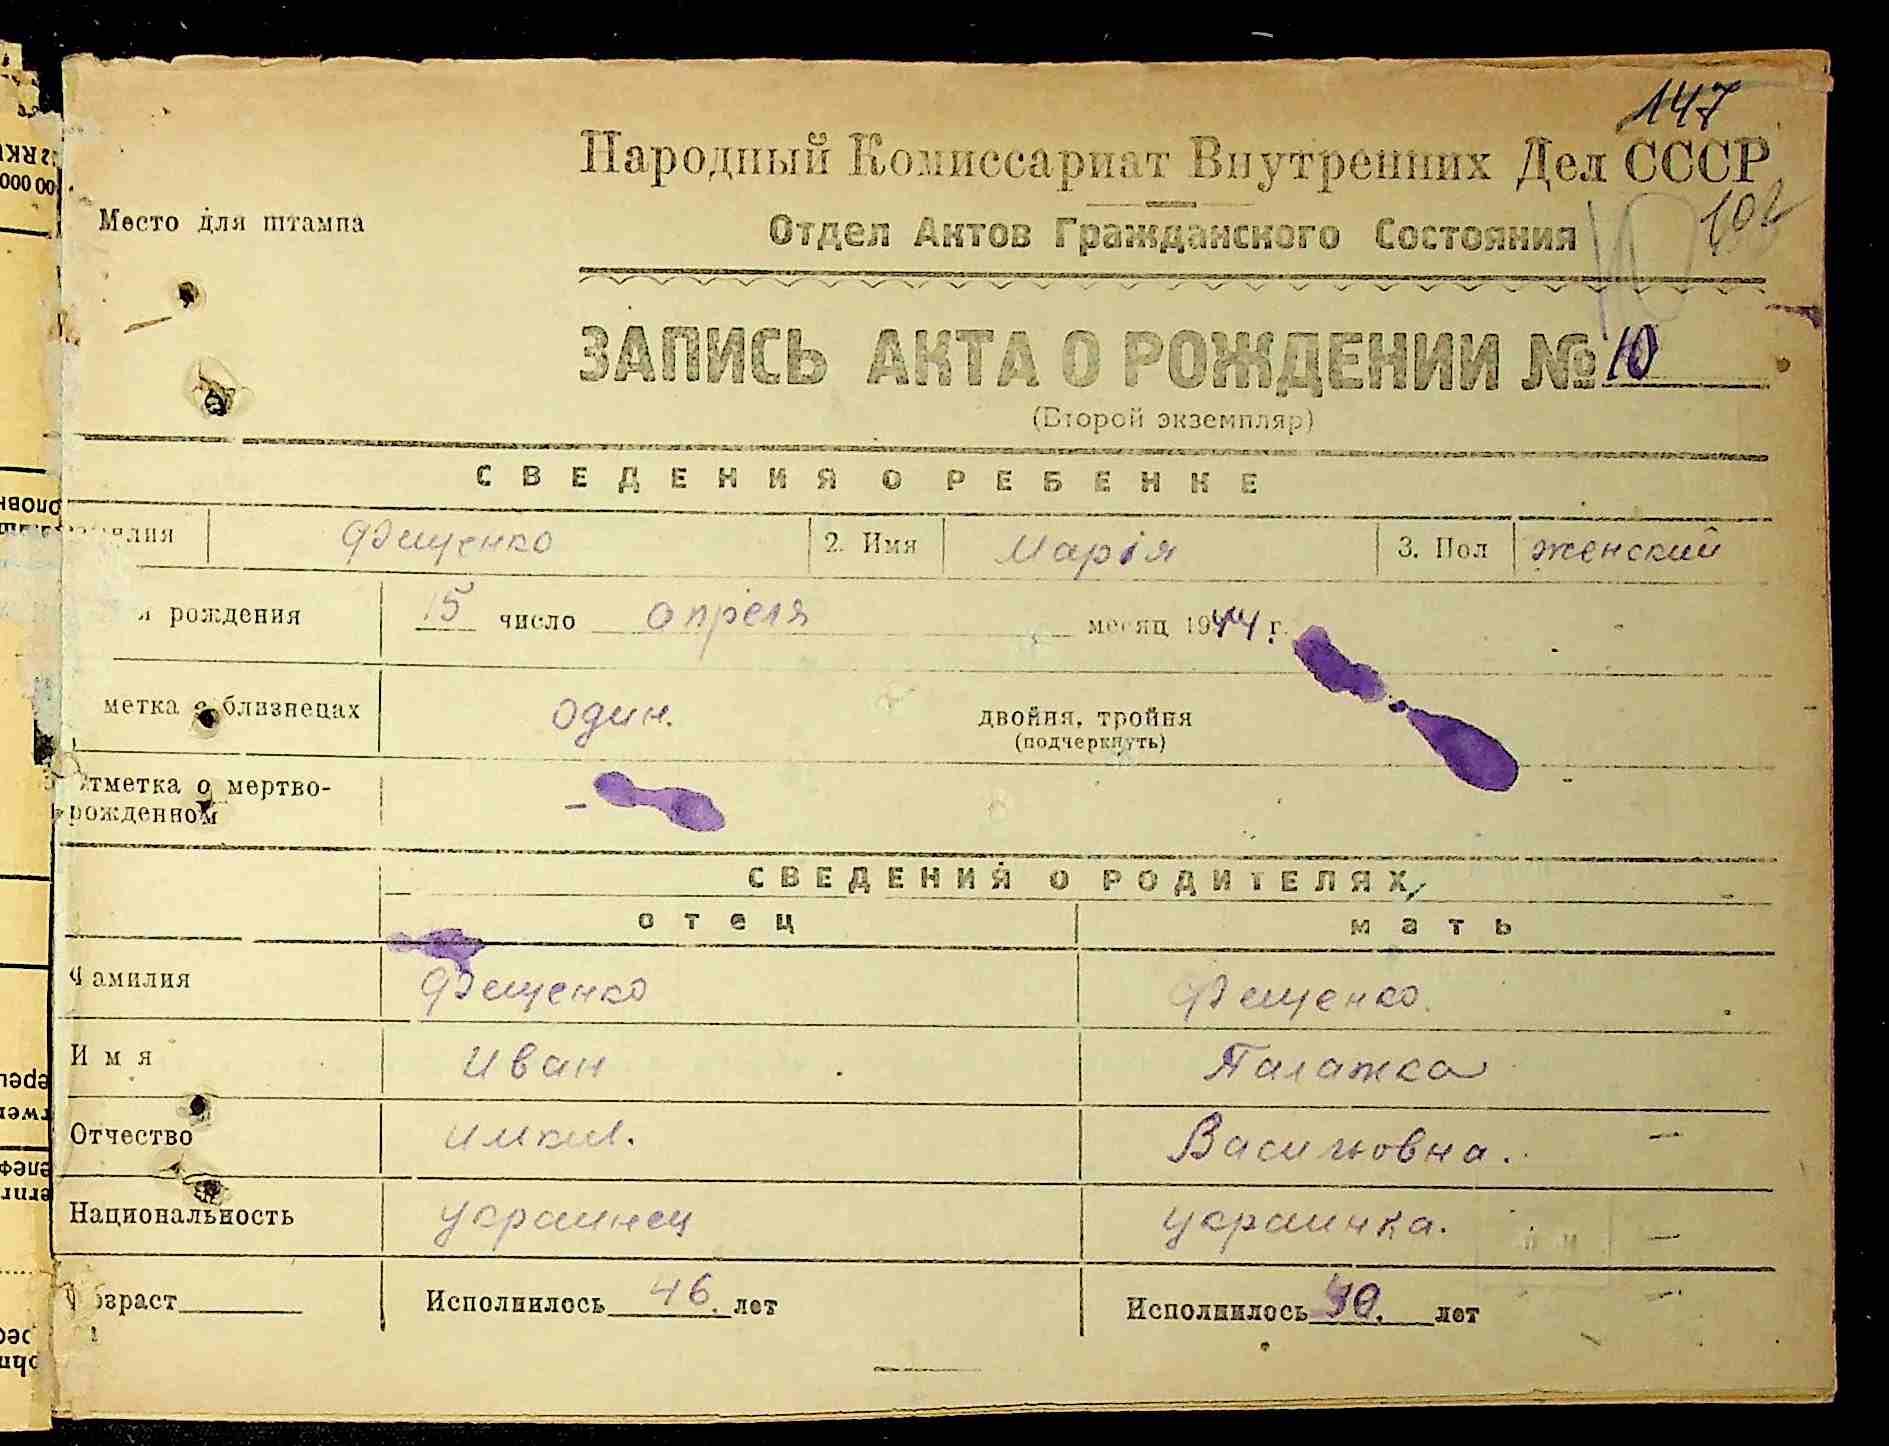 147
Народный Комиссариат Внутренних Дел СССР
Место для штампа
Отдел Актов Гражданского Состояния
10
ЗАПИСЬ АКТА О РОЖДЕНИИ № 10
(Второй экземпляр)
СВЕДЕНИЯ О РЕБЕНКЕ
Фещенко 2. Имя Марія 3. Пол женский
я рождения 15 число апреля месяц 1944 г.
метка о близнецах один. двойня, тройня
(подчеркнуть)
тметка о мертво-
рожденном -
СВЕДЕНИЯ О РОДИТЕЛЯХ
отец мать
Фамилия Фещенко Фещенко.
Имя Иван Палажка
Отчество Васильовна.
Национальность украинец украинка.
Возраст Исполнилось 46. лет Исполнилось лет